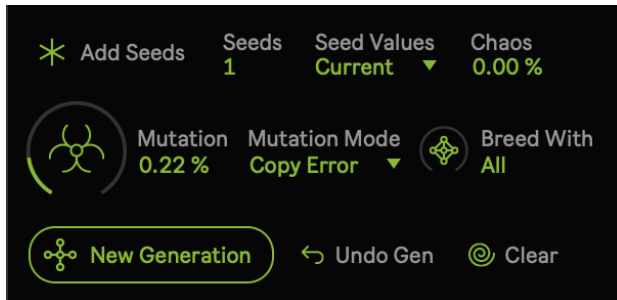 Add Seeds Seeds 1 Seed Values Current Chaos 0.00 %
Mutation 0.22 % Mutation Mode Copy Error Breed With All
New Generation Undo Gen Clear